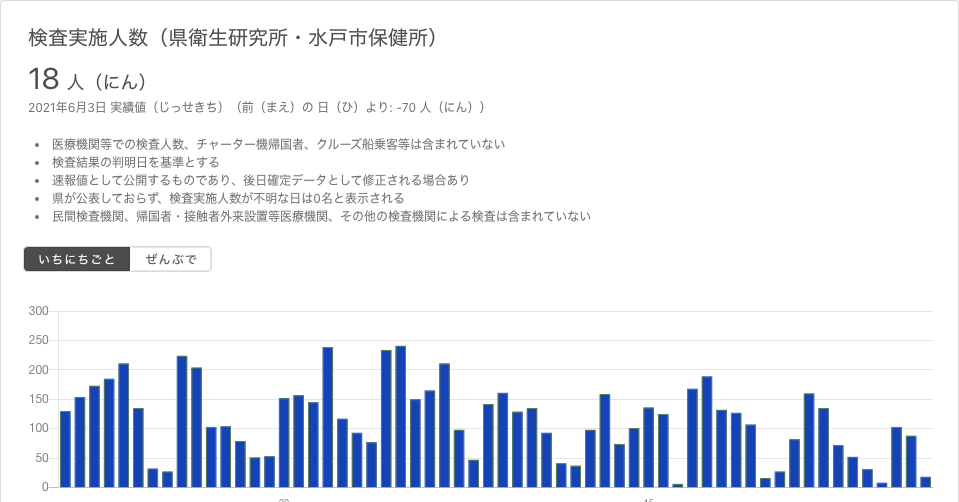 検査実施人数（県衛生研究所・水戸市保健所）
18 人（にん）
2021年6月3日 実績値（じっせきち）（前（まえ）の 日（ひ）より: -70 人（にん））
• 医療機関等での検査人数、チャーター機帰国者、クルーズ船乗客等は含まれていない
• 検査結果の判明日を基準とする
• 速報値として公開するものであり、後日確定データとして修正される場合あり
• 県が公表しておらず、検査実施人数が不明な日は0名と表示される
• 民間検査機関、帰国者・接触者外来設置等医療機関、その他の検査機関による検査は含まれていない
いちにちごと ぜんぶで
300
250
200
150
100
50
0